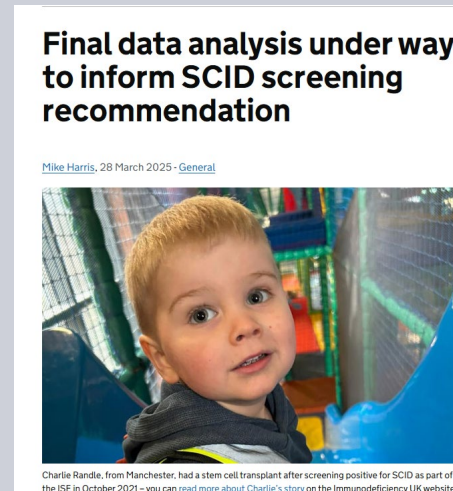 Final data analysis under way
to inform SCID screening
recommendation
Mike Harris, 28 March 2025 - General
Charlie Randle, from Manchester, had a stem cell transplant after screening positive for SCID as part of
the ISE in October 2021 – you can read more about Charlie's story on the Immunodeficiency UK website